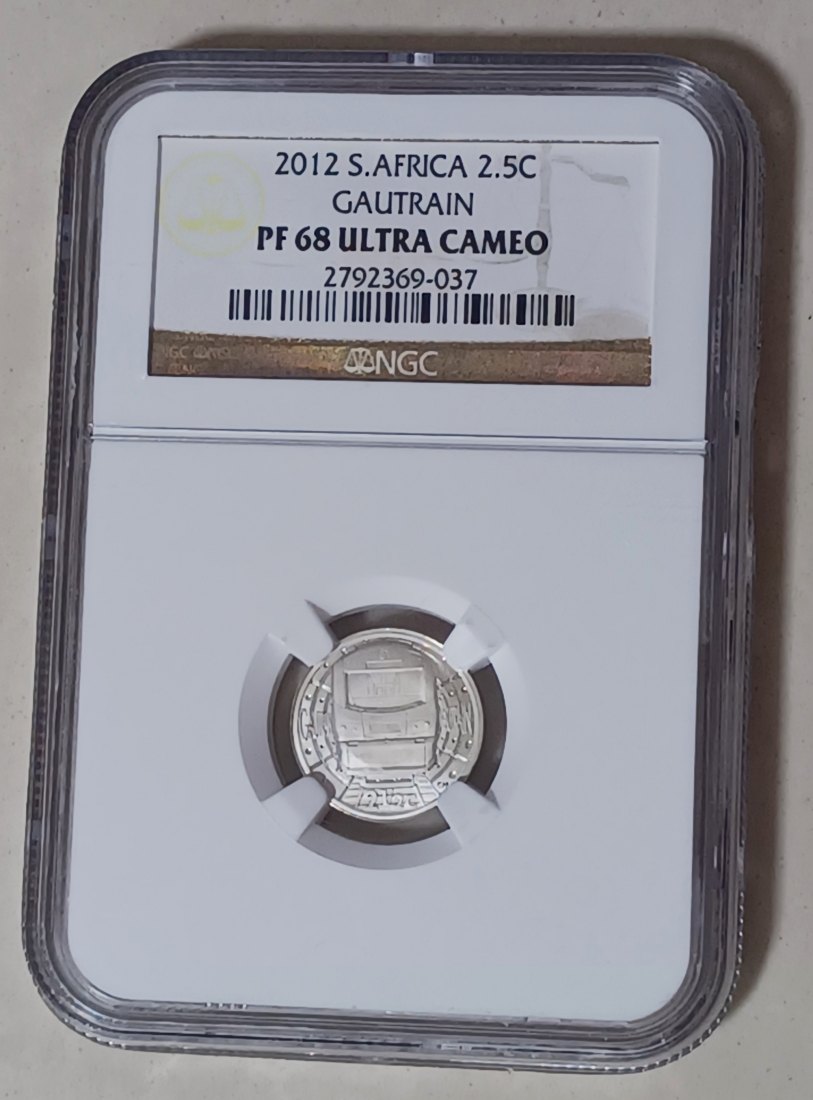 2012 S.AFRICA 2.5C
GAUTRAIN
PF 68 ULTRA CAMEO
2792369-037
NGC